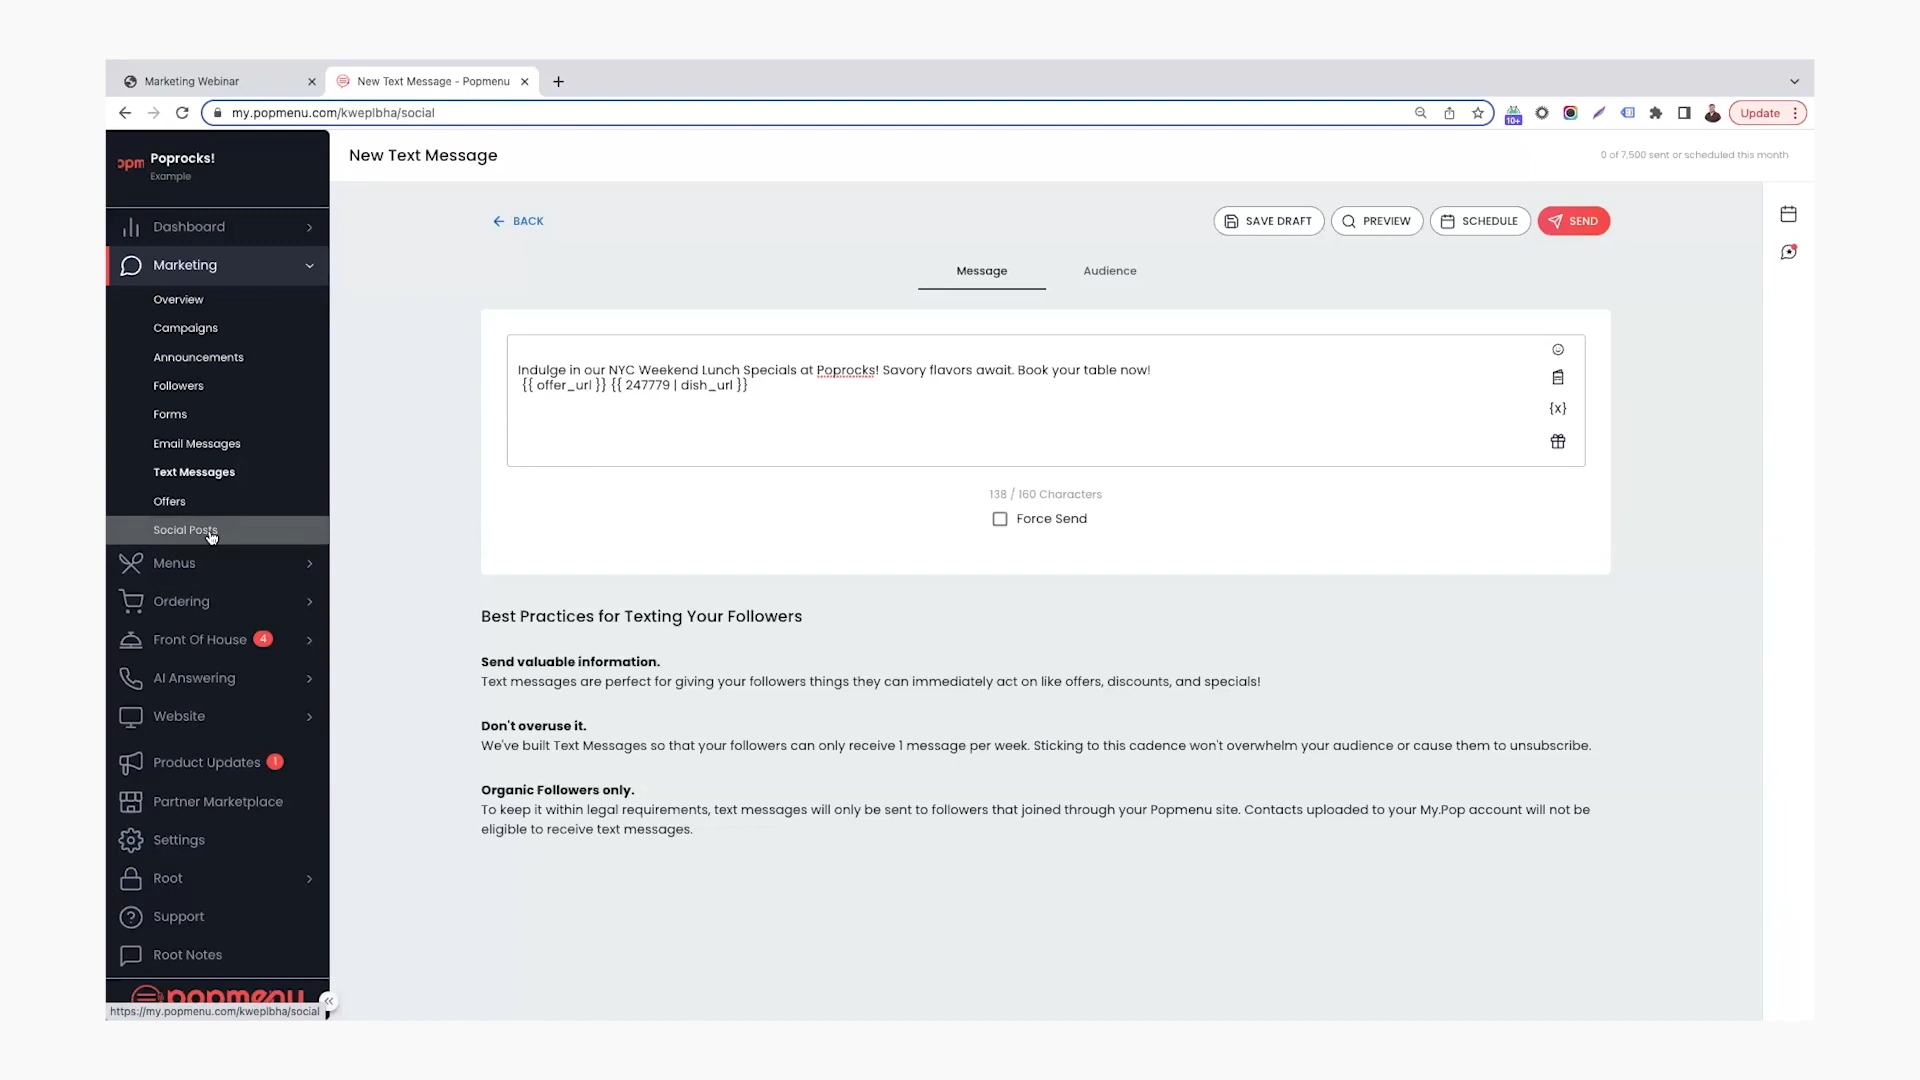 Marketing Webinar
New Text Message - Popmenu
my.popmenu.com/kweplbha/social
10+
Update
opm
Poprocks!
Example
New Text Message
0 of 7,500 sent or scheduled this month
Dashboard
Marketing
Overview
Campaigns
Announcements
Followers
Forms
Email Messages
Text Messages
Offers
Social Posts
Menus
Ordering
Front Of House 4
AI Answering
Website
Product Updates 1
Partner Marketplace
Settings
Root
Support
Root Notes
popmenu
https://my.popmenu.com/kweplbha/social
BACK
SAVE DRAFT
PREVIEW
SCHEDULE
SEND
Message
Audience
Indulge in our NYC Weekend Lunch Specials at Poprocks! Savory flavors await. Book your table now!
{{ offer_url }} {{ 247779 | dish_url }}
{x}
138 / 160 Characters
Force Send
Best Practices for Texting Your Followers
Send valuable information.
Text messages are perfect for giving your followers things they can immediately act on like offers, discounts, and specials!
Don't overuse it.
We've built Text Messages so that your followers can only receive 1 message per week. Sticking to this cadence won't overwhelm your audience or cause them to unsubscribe.
Organic Followers only.
To keep it within legal requirements, text messages will only be sent to followers that joined through your Popmenu site. Contacts uploaded to your My.Pop account will not be
eligible to receive text messages.